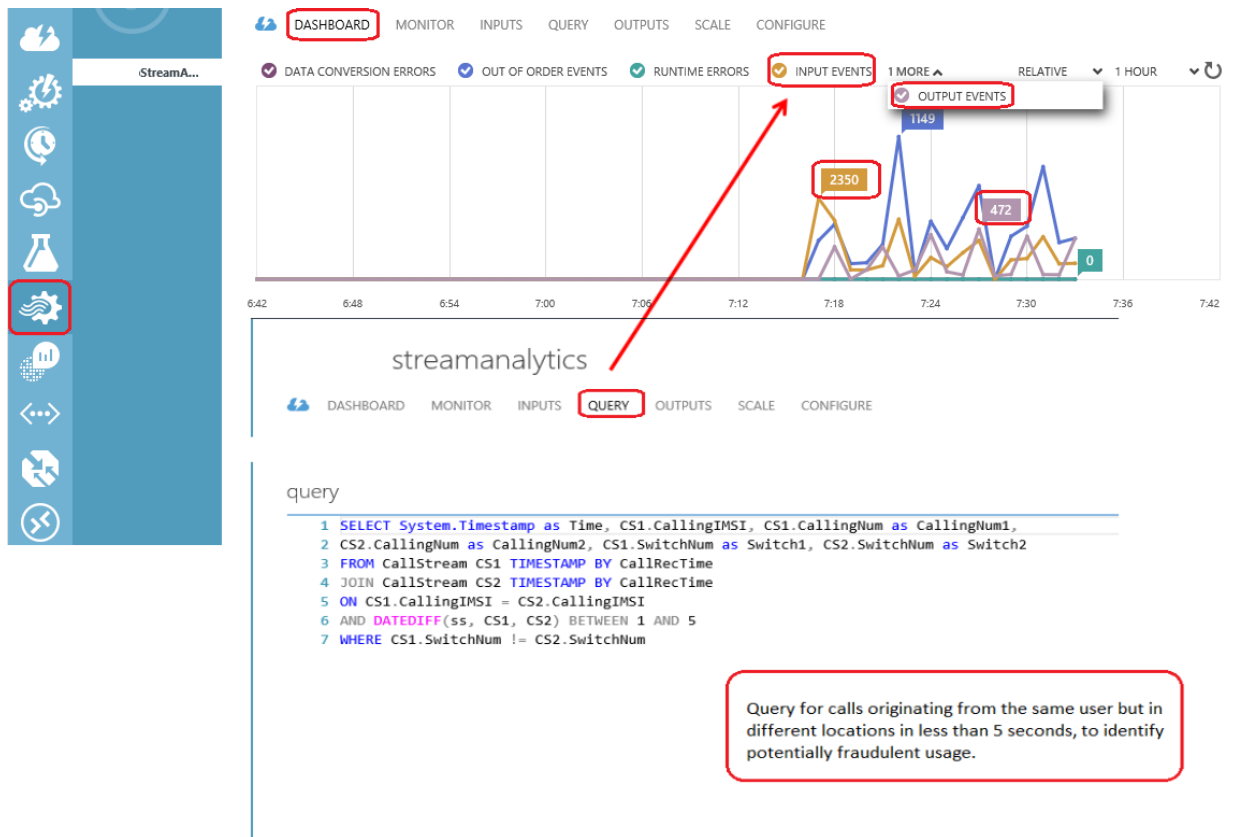 StreamA...
DASHBOARD MONITOR INPUTS QUERY OUTPUTS SCALE CONFIGURE
DATA CONVERSION ERRORS OUT OF ORDER EVENTS RUNTIME ERRORS INPUT EVENTS 1 MORE RELATIVE 1 HOUR
OUTPUT EVENTS
1149
2350
472
0
6:42 6:48 6:54 7:00 7:06 7:12 7:18 7:24 7:30 7:36 7:42
streamanalytics
DASHBOARD MONITOR INPUTS QUERY OUTPUTS SCALE CONFIGURE
query
1 SELECT System.Timestamp as Time, CS1.CallingIMSI, CS1.CallingNum as CallingNum1,
2 CS2.CallingNum as CallingNum2, CS1.SwitchNum as Switch1, CS2.SwitchNum as Switch2
3 FROM CallStream CS1 TIMESTAMP BY CallRecTime
4 JOIN CallStream CS2 TIMESTAMP BY CallRecTime
5 ON CS1.CallingIMSI = CS2.CallingIMSI
6 AND DATEDIFF(ss, CS1, CS2) BETWEEN 1 AND 5
7 WHERE CS1.SwitchNum != CS2.SwitchNum
Query for calls originating from the same user but in
different locations in less than 5 seconds, to identify
potentially fraudulent usage.